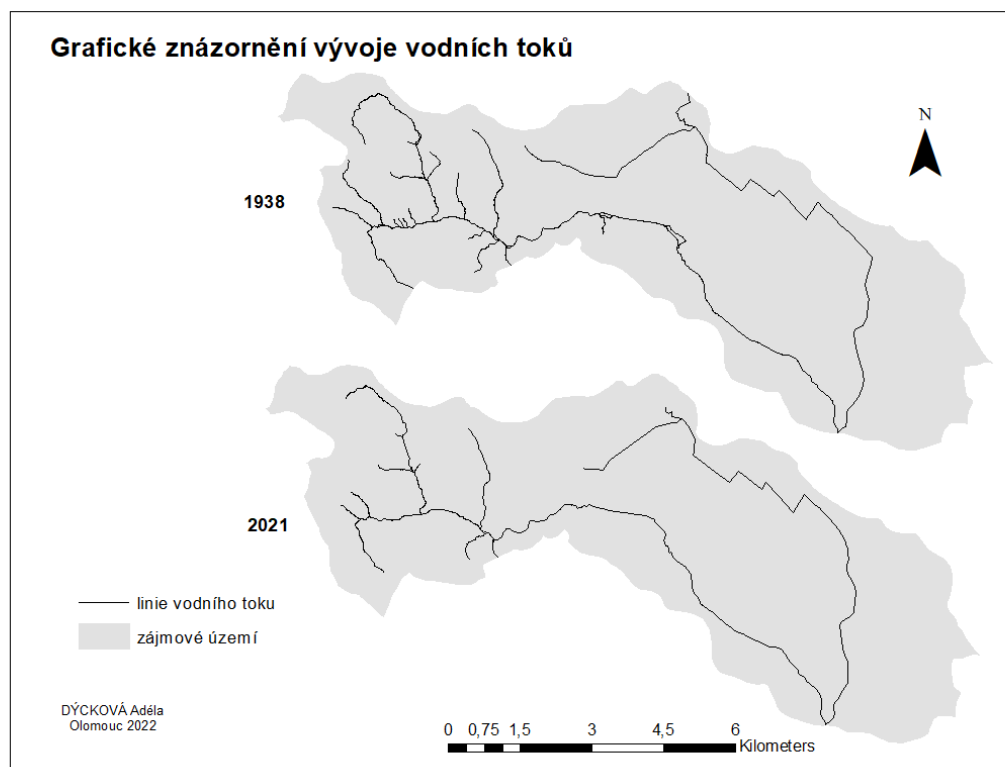 Grafické znázornění vývoje vodních toků
N
1938
2021
linie vodního toku
zájmové území
DÝCKOVÁ Adéla
Olomouc 2022
0 0,75 1,5 3 4,5 6
Kilometers